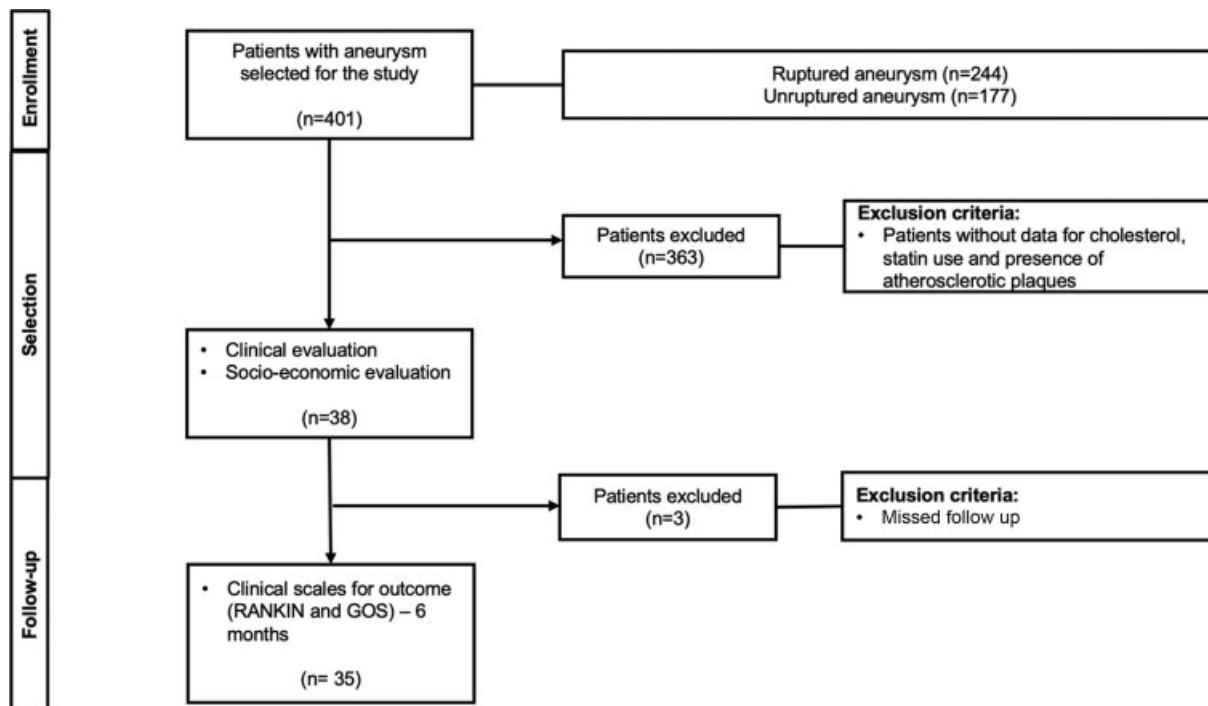 Enrollment
Patients with aneurysm
selected for the study
(n=401)
Ruptured aneurysm (n=244)
Unruptured aneurysm (n=177)
Selection
Patients excluded
(n=363)
Exclusion criteria:
• Patients without data for cholesterol,
statin use and presence of
atherosclerotic plaques
• Clinical evaluation
• Socio-economic evaluation
(n=38)
Follow-up
Patients excluded
(n=3)
Exclusion criteria:
• Missed follow up
• Clinical scales for outcome
(RANKIN and GOS) – 6
months
(n= 35)